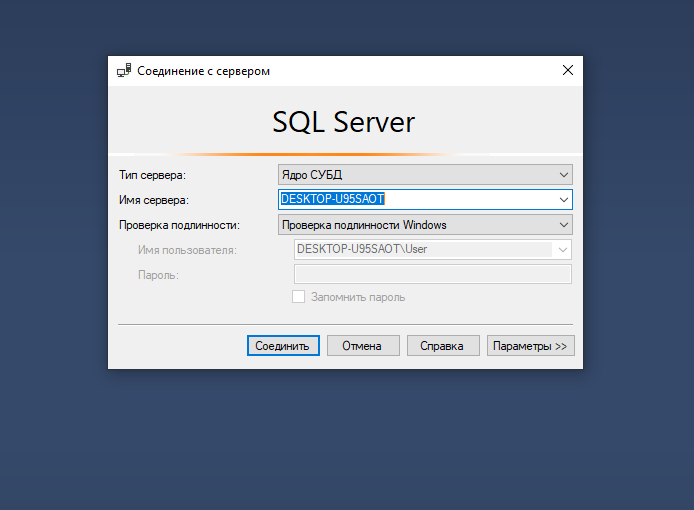 Соединение с сервером
SQL Server
Тип сервера: Ядро СУБД
Имя сервера: DESKTOP-U95SAOT
Проверка подлинности: Проверка подлинности Windows
Имя пользователя: DESKTOP-U95SAOT\User
Пароль:
Запомнить пароль
Соединить Отмена Справка Параметры >>